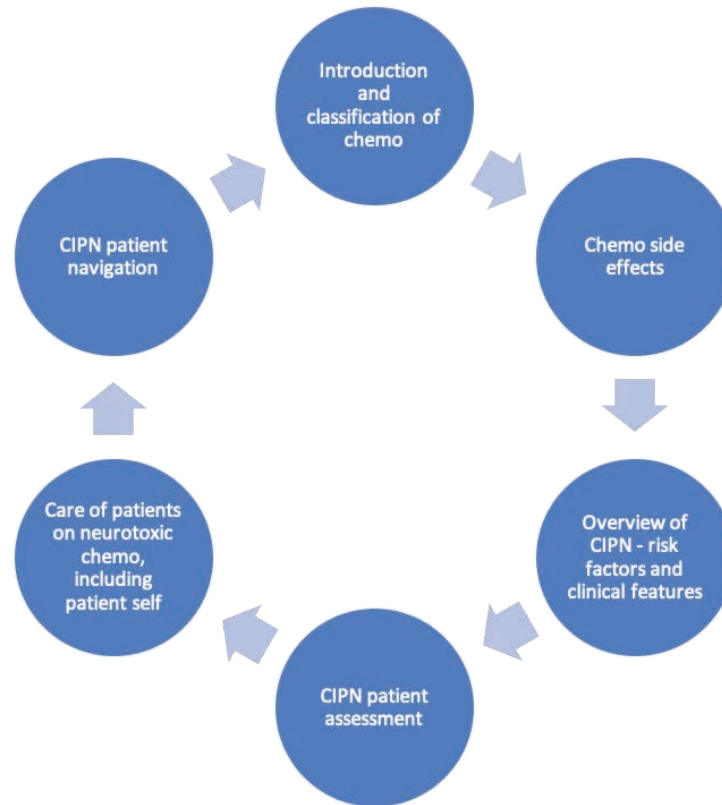 Introduction
and
classification of
chemo
Chemo side
effects
Overview of
CIPN - risk
factors and
clinical features
CIPN patient
assessment
Care of patients
on neurotoxic
chemo,
including
patient self
CIPN patient
navigation